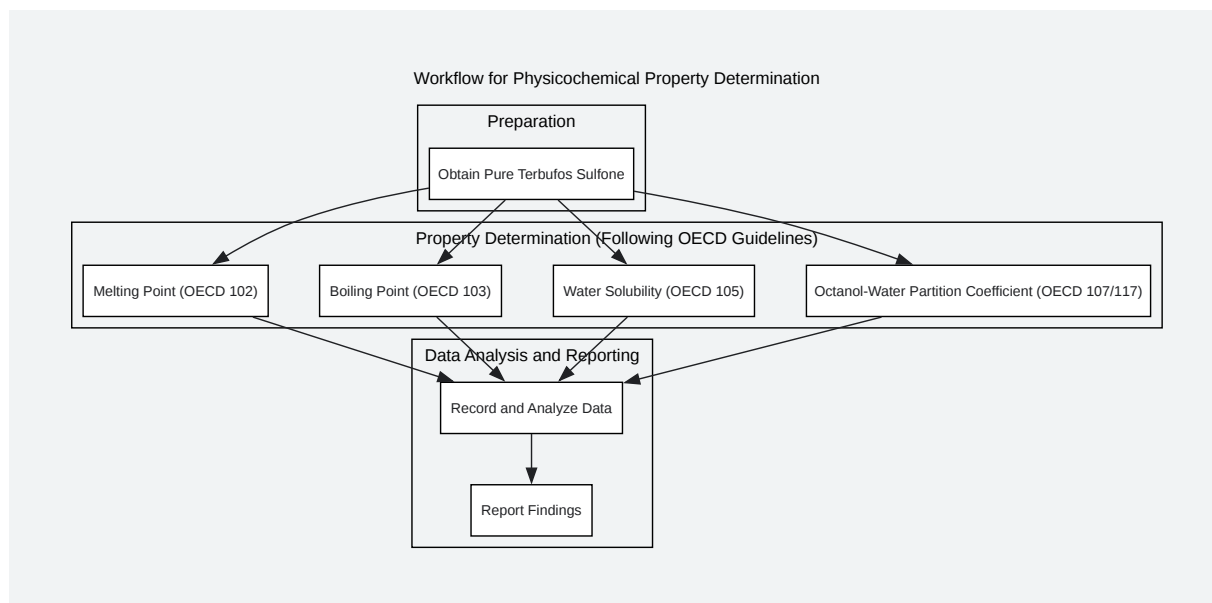 Workflow for Physicochemical Property Determination
Preparation
Obtain Pure Terbufos Sulfone
Property Determination (Following OECD Guidelines)
Melting Point (OECD 102)
Boiling Point (OECD 103)
Water Solubility (OECD 105)
Octanol-Water Partition Coefficient (OECD 107/117)
Data Analysis and Reporting
Record and Analyze Data
Report Findings